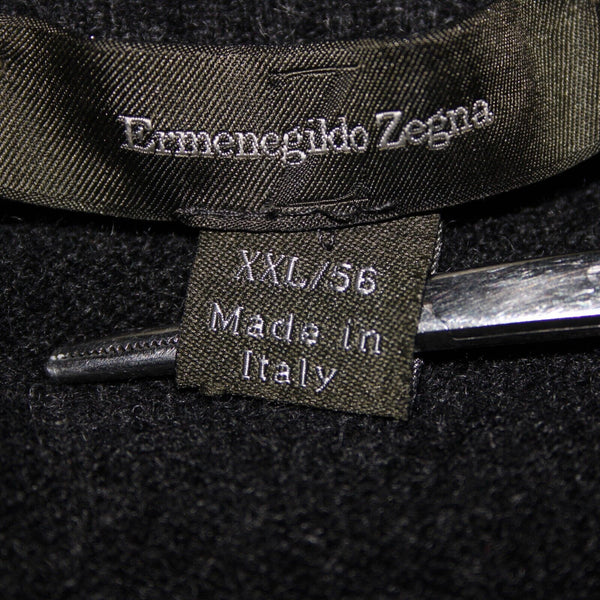 Ermenegildo Zegna
XXL/56
Made in
Italy